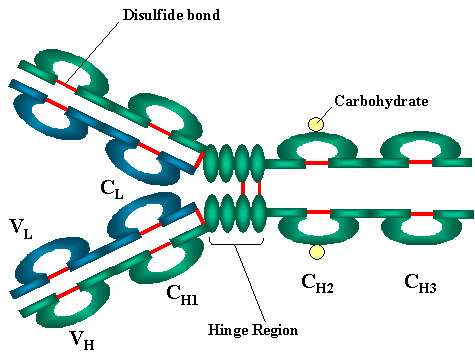 Disulfide bond
Carbohydrate
CL
VL
CH1
CH2
CH3
VH
Hinge Region